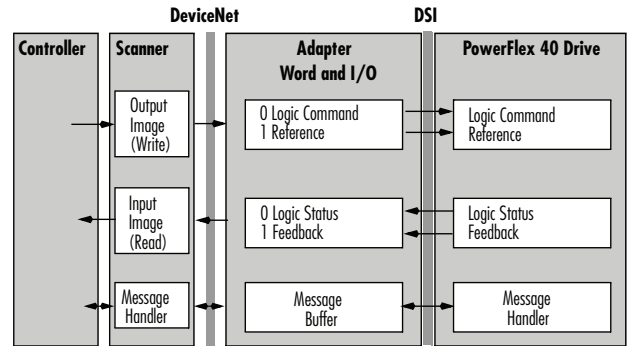 DeviceNet DSI
Controller Scanner Adapter PowerFlex 40 Drive
Word and I/O
Output
Image
(Write)
0 Logic Command
1 Reference
Logic Command
Reference
Input
Image
(Read)
0 Logic Status
1 Feedback
Logic Status
Feedback
Message
Handler
Message
Buffer
Message
Handler